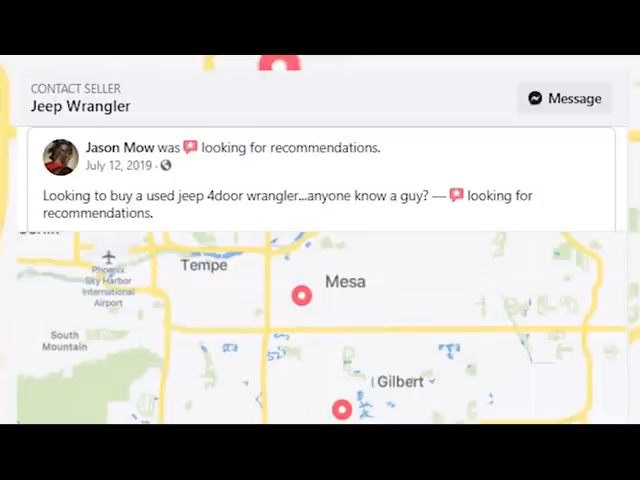 CONTACT SELLER
Jeep Wrangler
Message
Jason Mow was looking for recommendations.
July 12, 2019 ·
Looking to buy a used jeep 4door wrangler...anyone know a guy? — looking for
recommendations.
Tempe
Mesa
Phoenix
Sky Harbor
International
Airport
South
Mountain
Gilbert